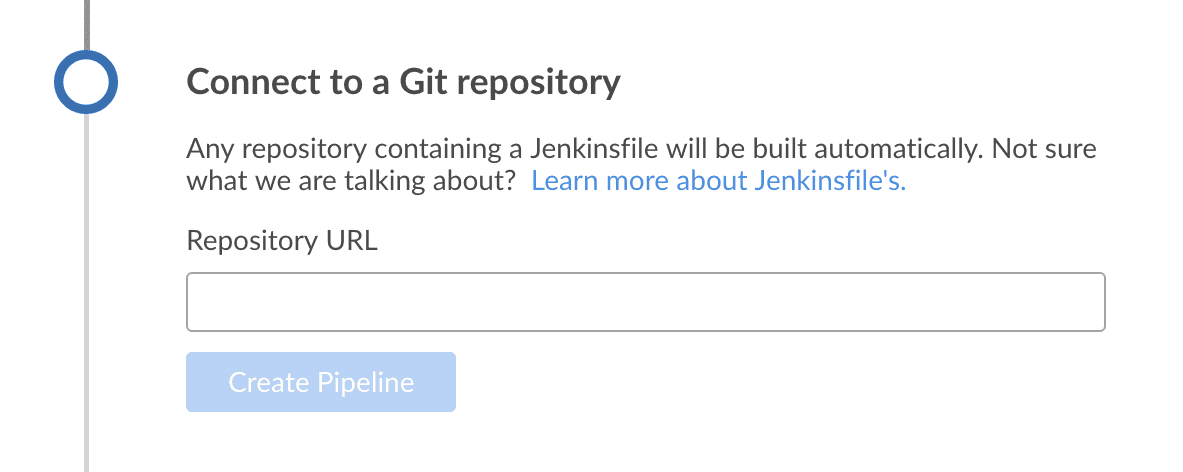 Connect to a Git repository
Any repository containing a Jenkinsfile will be built automatically. Not sure
what we are talking about? Learn more about Jenkinsfile's.
Repository URL
Create Pipeline